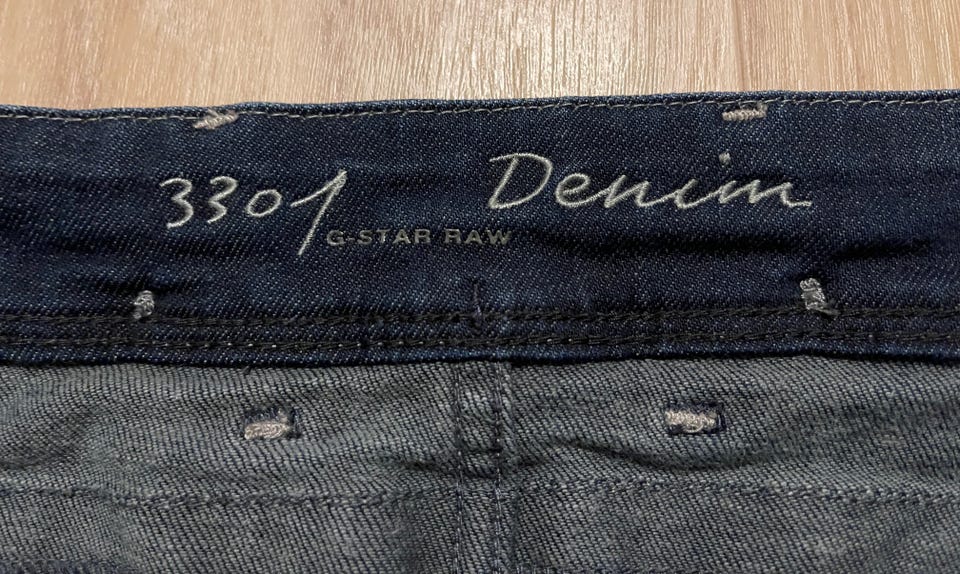 3301 Denim
G-STAR RAW